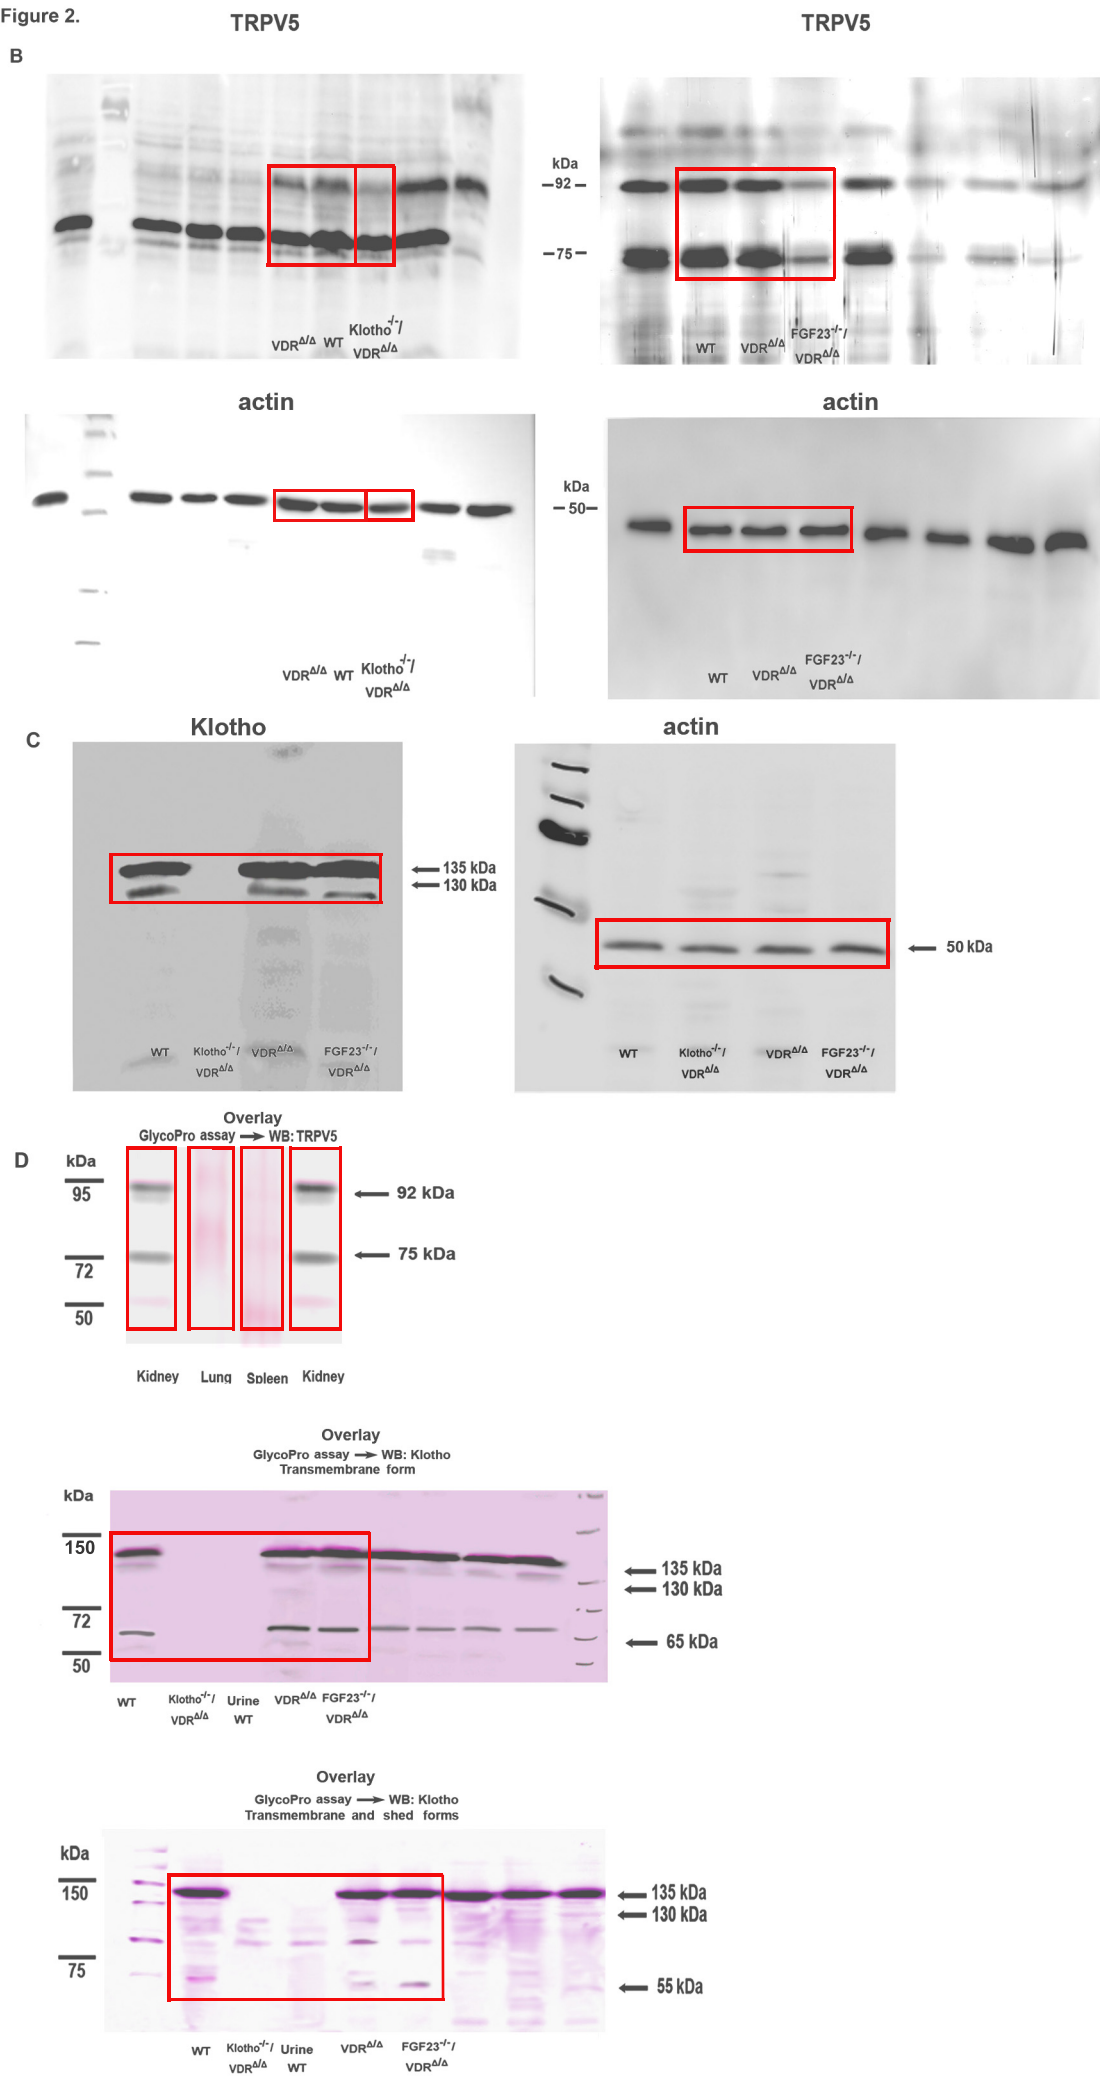 Figure 2.
TRPV5
TRPV5
B
kDa
92
75
VDRΔ/Δ WT Klotho-/-/
VDRΔ/Δ
WT VDRΔ/Δ FGF23-/-/
VDRΔ/Δ
actin
actin
kDa
50
VDRΔ/Δ WT Klotho-/-/
VDRΔ/Δ
WT VDRΔ/Δ FGF23-/-/
VDRΔ/Δ
C
Klotho
actin
135 kDa
130 kDa
50 kDa
WT Klotho-/-/ VDRΔ/Δ FGF23-/-/
VDRΔ/Δ VDRΔ/Δ
WT Klotho-/-/ VDRΔ/Δ FGF23-/-/
VDRΔ/Δ VDRΔ/Δ
D
Overlay
GlycoPro assay → WB: TRPV5
kDa
95
72
50
92 kDa
75 kDa
Kidney Lung Spleen Kidney
Overlay
GlycoPro assay → WB: Klotho
Transmembrane form
kDa
150
72
50
135 kDa
130 kDa
65 kDa
WT Klotho-/-/ Urine VDRΔ/Δ FGF23-/-/
VDRΔ/Δ WT VDRΔ/Δ
Overlay
GlycoPro assay → WB: Klotho
Transmembrane and shed forms
kDa
150
75
135 kDa
130 kDa
55 kDa
WT Klotho-/-/ Urine VDRΔ/Δ FGF23-/-/
VDRΔ/Δ WT VDRΔ/Δ